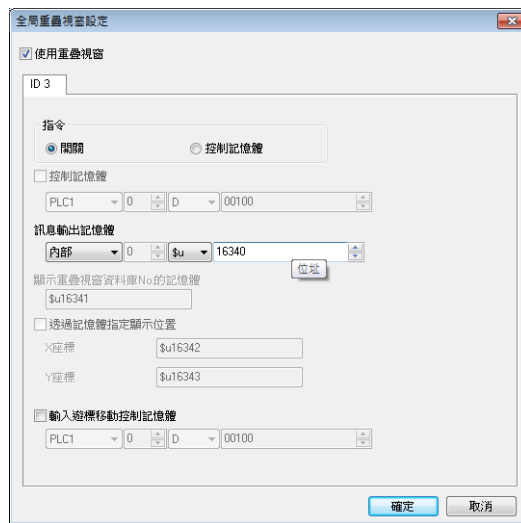 全局重疊視窗設定
使用重疊視窗
ID 3
指令
開關 控制記憶體
控制記憶體
PLC1 0 D 00100
訊息輸出記憶體
內部 0 $u 16340
位址
顯示重疊視窗資料庫No.的記憶體
$u16341
透過記憶體指定顯示位置
X座標 $u16342
Y座標 $u16343
輸入遊標移動控制記憶體
PLC1 0 D 00100
確定 取消